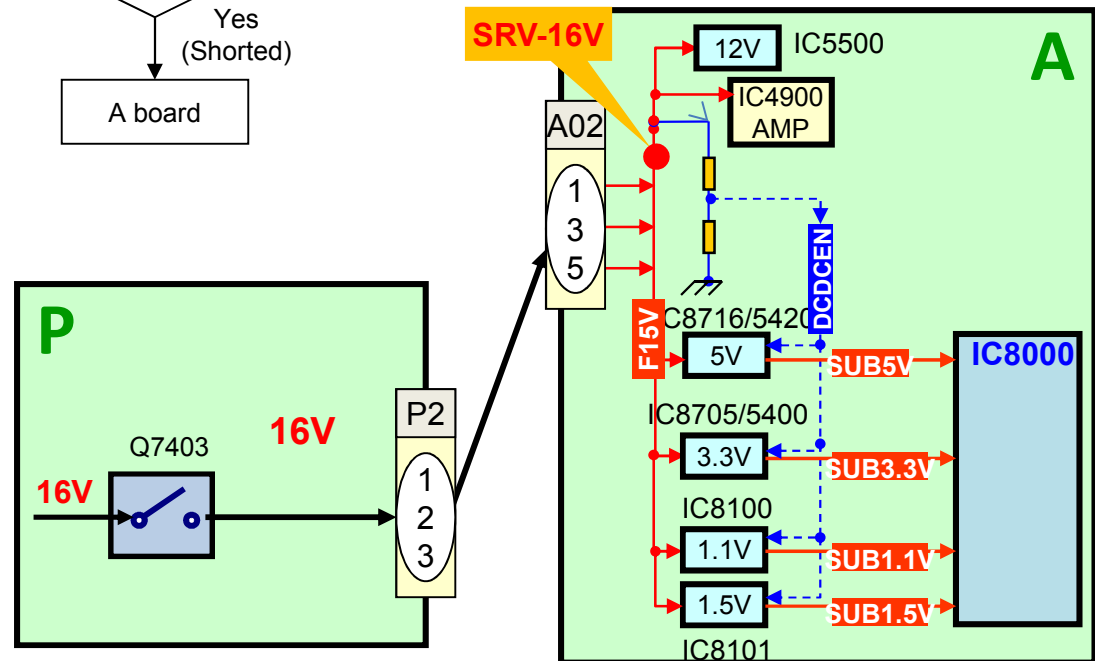 Yes
(Shorted)
A board
SRV-16V
12V
IC5500
A
IC4900
AMP
A02
1
3
5
DCDCEN
F15V
IC8716/5420
5V
SUB5V
IC8000
IC8705/5400
3.3V
SUB3.3V
IC8100
1.1V
SUB1.1V
1.5V
SUB1.5V
IC8101
P
P2
16V
Q7403
16V
1
2
3